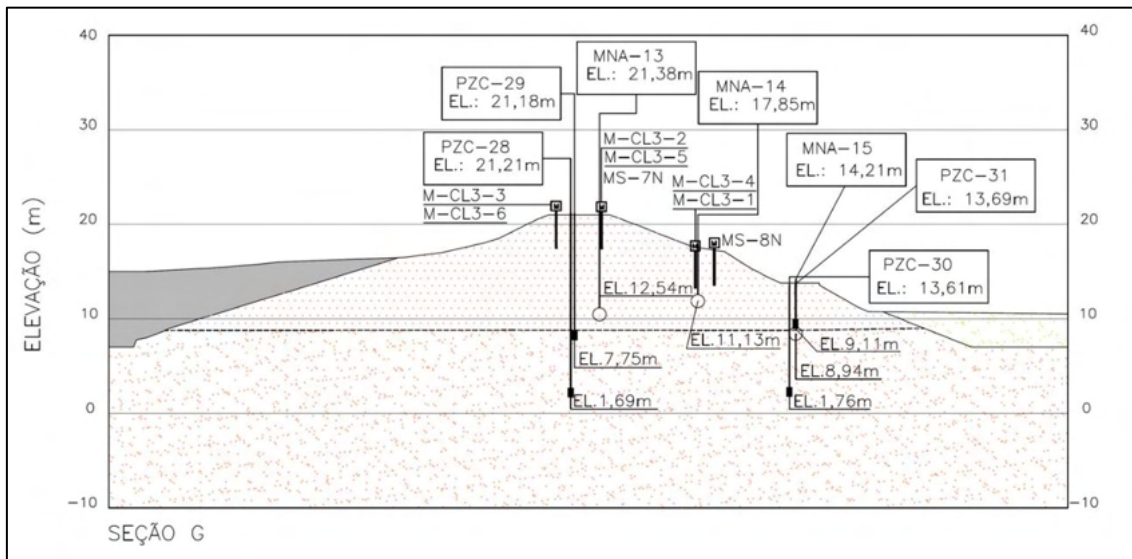 40
30
20
10
0
-10
ELEVAÇÃO (m)
PZC-29
EL.: 21,18m
MNA-13
EL.: 21,38m
MNA-14
EL.: 17,85m
PZC-28
EL.: 21,21m
M-CL3-3
M-CL3-6
M-CL3-2
M-CL3-5
MS-7N
M-CL3-4
M-CL3-1
MS-8N
MNA-15
EL.: 14,21m
PZC-31
EL.: 13,69m
PZC-30
EL.: 13,61m
EL.12,54m
EL.11,13m
EL.9,11m
EL.8,94m
EL.7,75m
EL.1,69m
EL.1,76m
40
30
20
10
0
-10
SEÇÃO G